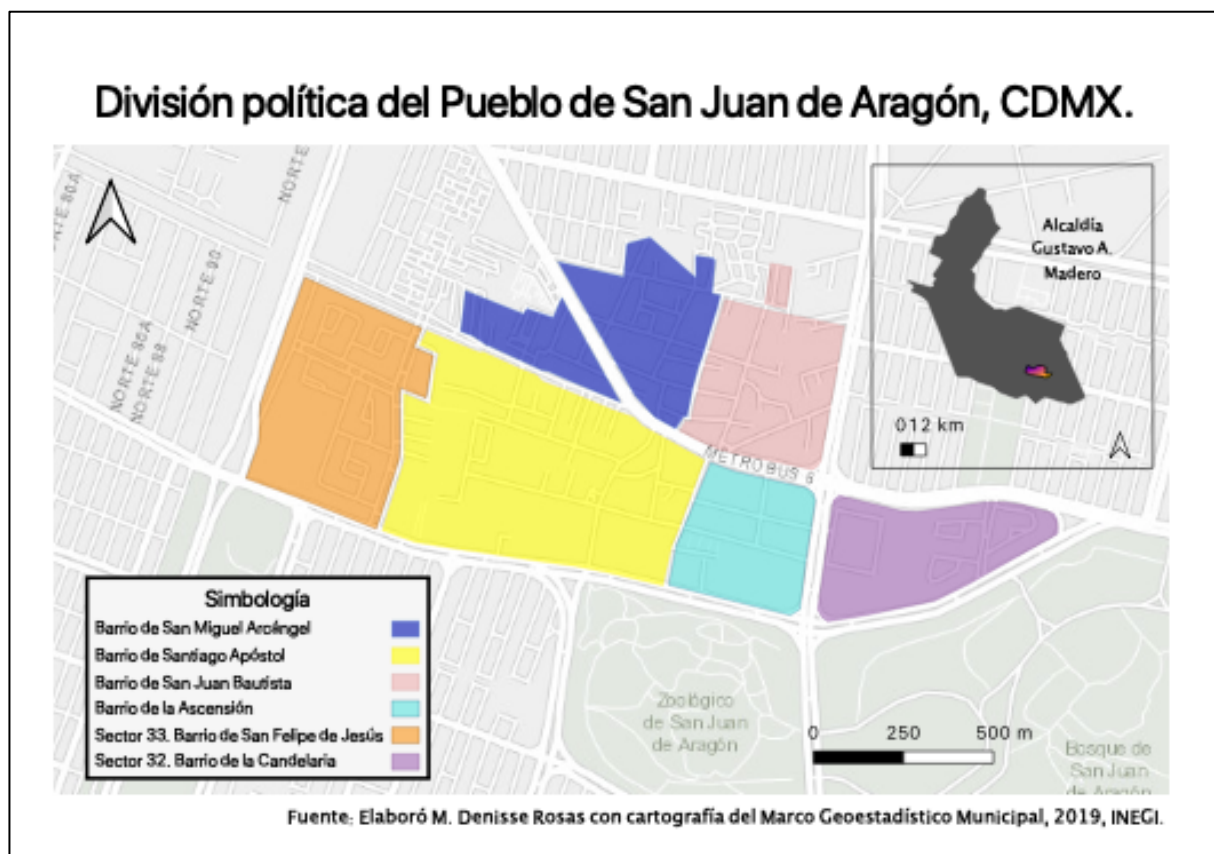 División política del Pueblo de San Juan de Aragón, CDMX.
NORTE 80A
NORTE 90
NORTE
NORTE 80A
NORTE 88
Alcaldía
Gustavo A.
Madero
012 km
METROBUS 6
Simbología
Barrio de San Miguel Arcángel
Barrio de Santiago Apóstol
Barrio de San Juan Bautista
Barrio de la Ascensión
Sector 33. Barrio de San Felipe de Jesús
Sector 32. Barrio de la Candelaria
Zoológico
de San Juan
de Aragón
0 250 500 m
Bosque de
San Juan
de Aragón
Fuente: Elaboró M. Denisse Rosas con cartografía del Marco Geoestadístico Municipal, 2019, INEGI.